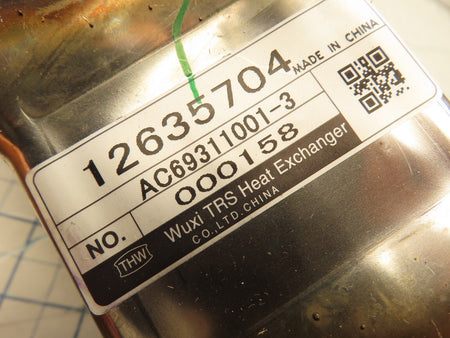 12635704
MADE IN CHINA
AC69311001-3
NO.
000158
THW
Wuxi TRS Heat Exchanger
CO.,LTD.CHINA